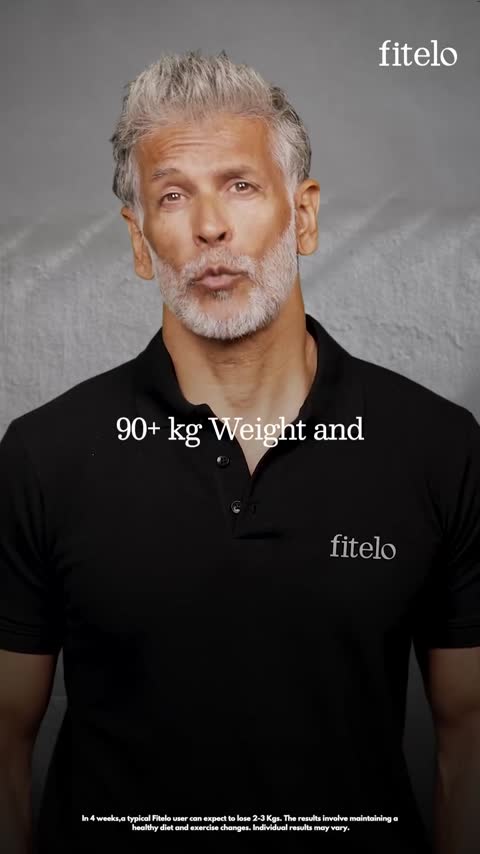 fitelo
90+ kg Weight and
fitelo
In 4 weeks,a typical Fitelo user can expect to lose 2-3 Kgs. The results involve maintaining a
healthy diet and exercise changes. Individual results may vary.